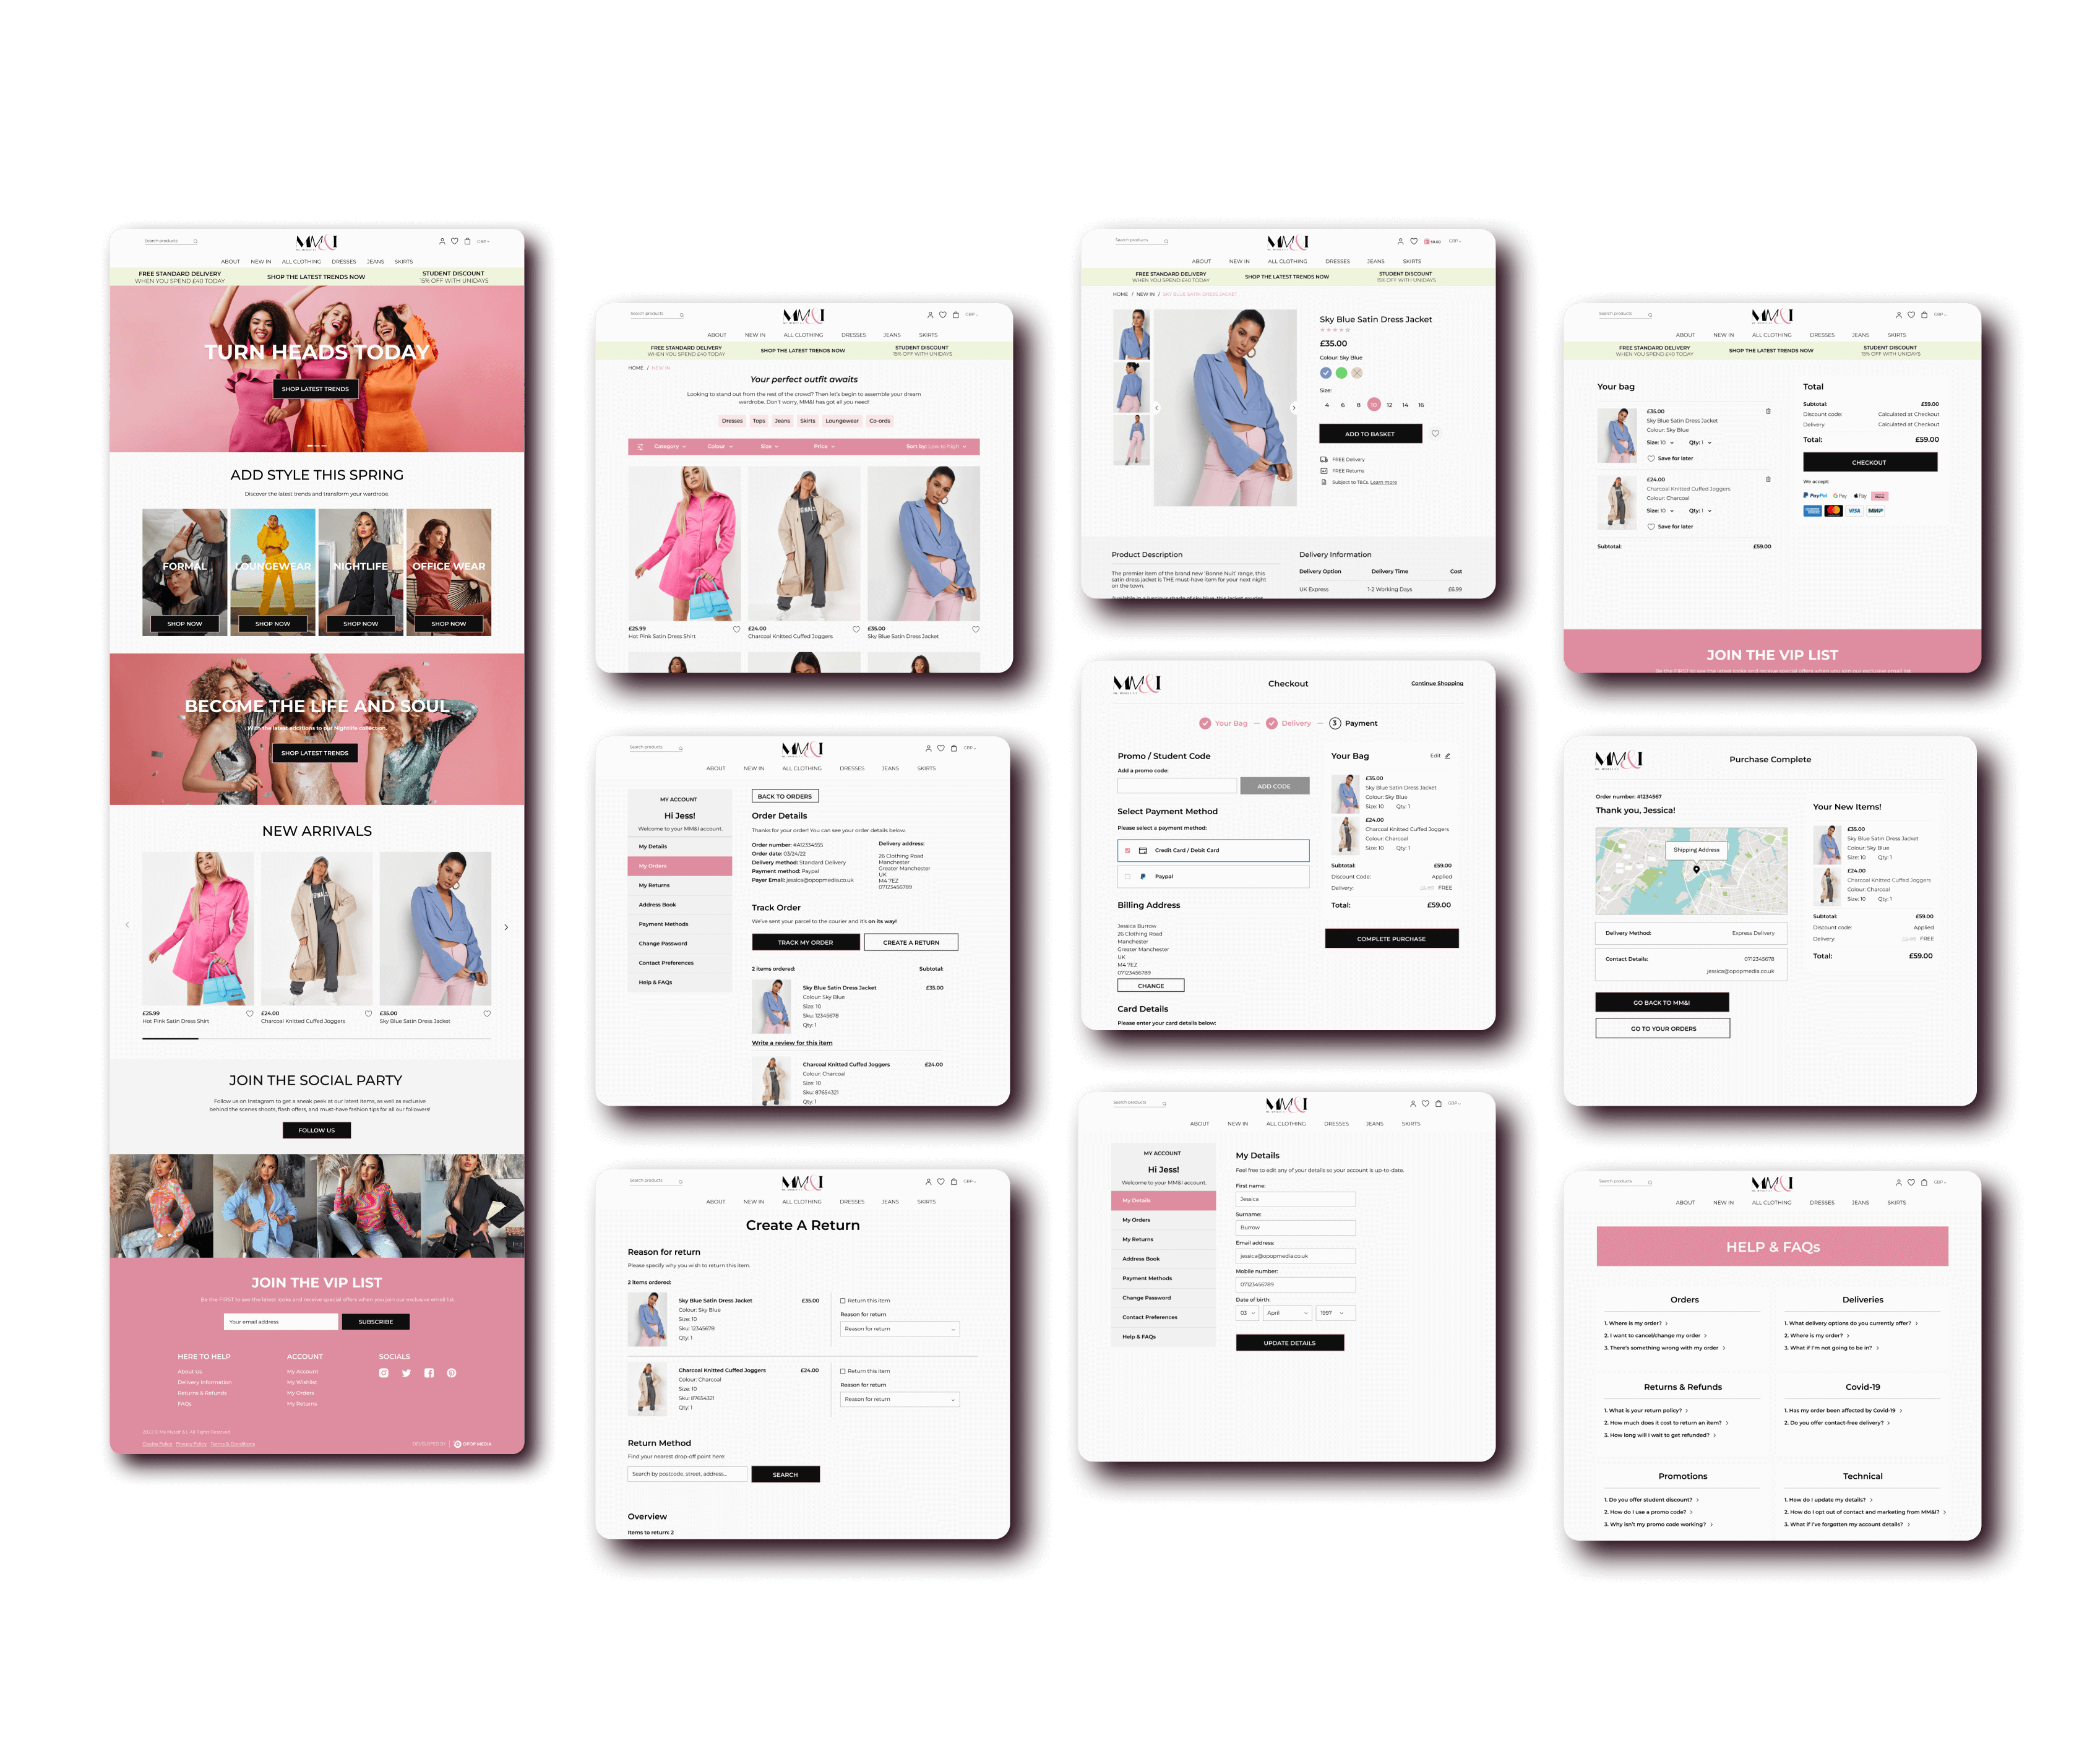 Search products
MM&I
GBP
ABOUT NEW IN ALL CLOTHING DRESSES JEANS SKIRTS
FREE STANDARD DELIVERY
WHEN YOU SPEND £40 TODAY
SHOP THE LATEST TRENDS NOW
STUDENT DISCOUNT
15% OFF WITH UNIDAYS
TURN HEADS TODAY
SHOP LATEST TRENDS
ADD STYLE THIS SPRING
Discover the latest trends and transform your wardrobe.
FORMAL
LOUNGEWEAR
NIGHTLIFE
OFFICE WEAR
SHOP NOW
SHOP NOW
SHOP NOW
SHOP NOW
BECOME THE LIFE AND SOUL
With the latest additions to our Nightlife collection.
SHOP LATEST TRENDS
NEW ARRIVALS
£25.99
Hot Pink Satin Dress Shirt
£24.00
Charcoal Knitted Cuffed Joggers
£35.00
Sky Blue Satin Dress Jacket
JOIN THE SOCIAL PARTY
Follow us on Instagram to get a sneak peek at our latest items, as well as exclusive
behind the scenes shoots, flash offers, and must-have fashion tips for all our followers!
FOLLOW US
JOIN THE VIP LIST
Be the FIRST to see the latest looks and receive special offers when you join our exclusive email list.
Your email address
SUBSCRIBE
HERE TO HELP
About Us
Delivery Information
Returns & Refunds
FAQs
ACCOUNT
My Account
My Wishlist
My Orders
My Returns
SOCIALS
Cookie Policy Privacy Policy Terms & Conditions
DEVELOPED BY OPOP MEDIA
Search products
MM&I
GBP
ABOUT NEW IN ALL CLOTHING DRESSES JEANS SKIRTS
FREE STANDARD DELIVERY
WHEN YOU SPEND £40 TODAY
SHOP THE LATEST TRENDS NOW
STUDENT DISCOUNT
15% OFF WITH UNIDAYS
HOME / NEW IN
Your perfect outfit awaits
Looking to stand out from the rest of the crowd? Then let's begin to assemble your dream
wardrobe. Don't worry, MM&I has got all you need!
Dresses Tops Jeans Skirts Loungewear Co-ords
Category Colour Size Price Sort by: Low to high
£25.99
Hot Pink Satin Dress Shirt
£24.00
Charcoal Knitted Cuffed Joggers
£35.00
Sky Blue Satin Dress Jacket
Search products
MM&I
GBP
ABOUT NEW IN ALL CLOTHING DRESSES JEANS SKIRTS
MY ACCOUNT
Hi Jess!
Welcome to your MM&I account.
My Details
My Orders
My Returns
Address Book
Payment Methods
Change Password
Contact Preferences
Help & FAQs
BACK TO ORDERS
Order Details
Thanks for your order! You can see your order details below.
Order number: #A12334555
Order date: 03/24/22
Delivery method: Standard Delivery
Payment method: Paypal
Payer Email: jessica@opopmedia.co.uk
Delivery address:
26 Clothing Road
Manchester
Greater Manchester
UK
M4 7EZ
07123456789
Track Order
We've sent your parcel to the courier and it's on its way!
TRACK MY ORDER
CREATE A RETURN
2 items ordered: Subtotal:
Sky Blue Satin Dress Jacket £35.00
Colour: Sky Blue
Size: 10
Sku: 12345678
Qty: 1
Write a review for this item
Charcoal Knitted Cuffed Joggers £24.00
Colour: Charcoal
Size: 10
Sku: 87654321
Qty: 1
Search products
MM&I
GBP
ABOUT NEW IN ALL CLOTHING DRESSES JEANS SKIRTS
Create A Return
Reason for return
Please specify why you wish to return this item.
2 items ordered:
Sky Blue Satin Dress Jacket £35.00
Colour: Sky Blue
Size: 10
Sku: 12345678
Qty: 1
Return this item
Reason for return
Reason for return
Charcoal Knitted Cuffed Joggers £24.00
Colour: Charcoal
Size: 10
Sku: 87654321
Qty: 1
Return this item
Reason for return
Reason for return
Return Method
Find your nearest drop-off point here:
Search by postcode, street, address...
SEARCH
Overview
Items to return: 2
Search products
MM&I
59.00
GBP
ABOUT NEW IN ALL CLOTHING DRESSES JEANS SKIRTS
FREE STANDARD DELIVERY
WHEN YOU SPEND £40 TODAY
SHOP THE LATEST TRENDS NOW
STUDENT DISCOUNT
15% OFF WITH UNIDAYS
HOME / NEW IN / SKY BLUE SATIN DRESS JACKET
Sky Blue Satin Dress Jacket
£35.00
Colour: Sky Blue
Size:
4 6 8 10 12 14 16
ADD TO BASKET
FREE Delivery
FREE Returns
Subject to T&Cs. Learn more
Product Description
The premier item of the brand new 'Bonne Nuit' range, this
satin dress jacket is THE must-have item for your next night
on the town.
Delivery Information
Delivery Option Delivery Time Cost
UK Express 1-2 Working Days £6.99
MM&I
Checkout
Continue Shopping
Your Bag
Delivery
3 Payment
Promo / Student Code
Add a promo code:
ADD CODE
Select Payment Method
Please select a payment method:
Credit Card / Debit Card
Paypal
Billing Address
Jessica Burrow
26 Clothing Road
Manchester
Greater Manchester
UK
M4 7EZ
07123456789
CHANGE
Card Details
Please enter your card details below:
Your Bag Edit
£35.00
Sky Blue Satin Dress Jacket
Colour: Sky Blue
Size: 10 Qty: 1
£24.00
Charcoal Knitted Cuffed Joggers
Colour: Charcoal
Size: 10 Qty: 1
Subtotal: £59.00
Discount Code: Applied
Delivery: FREE
Total: £59.00
COMPLETE PURCHASE
Search products
MM&I
GBP
ABOUT NEW IN ALL CLOTHING DRESSES JEANS SKIRTS
MY ACCOUNT
Hi Jess!
Welcome to your MM&I account.
My Details
My Orders
My Returns
Address Book
Payment Methods
Change Password
Contact Preferences
Help & FAQs
My Details
Feel free to edit any of your details so your account is up-to-date.
First name:
Jessica
Surname:
Burrow
Email address:
jessica@opopmedia.co.uk
Mobile number:
07123456789
Date of birth:
03 April 1997
UPDATE DETAILS
Search products
MM&I
GBP
ABOUT NEW IN ALL CLOTHING DRESSES JEANS SKIRTS
FREE STANDARD DELIVERY
WHEN YOU SPEND £40 TODAY
SHOP THE LATEST TRENDS NOW
STUDENT DISCOUNT
15% OFF WITH UNIDAYS
Your bag
£35.00
Sky Blue Satin Dress Jacket
Colour: Sky Blue
Size: 10 Qty: 1
Save for later
£24.00
Charcoal Knitted Cuffed Joggers
Colour: Charcoal
Size: 10 Qty: 1
Save for later
Subtotal: £59.00
Total
Subtotal: £59.00
Discount code: Calculated at Checkout
Delivery: Calculated at Checkout
Total: £59.00
CHECKOUT
We accept:
PayPal G Pay Pay
VISA
JOIN THE VIP LIST
Be the FIRST to see the latest looks and receive special offers when you join our exclusive email list.
MM&I
Purchase Complete
Order number: #1234567
Thank you, Jessica!
Shipping Address
Delivery Method: Express Delivery
Contact Details: 0712345678
jessica@opopmedia.co.uk
GO BACK TO MM&I
GO TO YOUR ORDERS
Your New Items!
£35.00
Sky Blue Satin Dress Jacket
Colour: Sky Blue
Size: 10 Qty: 1
£24.00
Charcoal Knitted Cuffed Joggers
Colour: Charcoal
Size: 10 Qty: 1
Subtotal: £59.00
Discount code: Applied
Delivery: FREE
Total: £59.00
Search products
MM&I
GBP
ABOUT NEW IN ALL CLOTHING DRESSES JEANS SKIRTS
HELP & FAQs
Orders
1. Where is my order?
2. I want to cancel/change my order
3. There's something wrong with my order
Deliveries
1. What delivery options do you currently offer?
2. Where is my order?
3. What if I'm not going to be in?
Returns & Refunds
1. What is your return policy?
2. How much does it cost to return an item?
3. How long will I wait to get refunded?
Covid-19
1. Has my order been affected by Covid-19
2. Do you offer contact-free delivery?
Promotions
1. Do you offer student discount?
2. How do I use a promo code?
3. Why isn't my promo code working?
Technical
1. How do I update my details?
2. How do I opt out of contact and marketing from MM&I?
3. What if I've forgotten my account details?